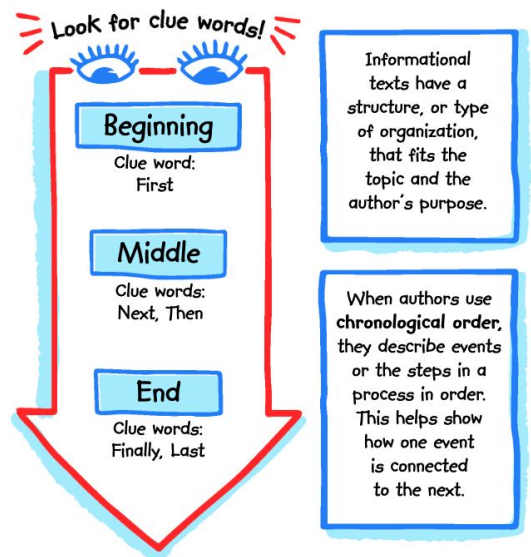 Look for clue words!
Beginning
Clue word:
First
Middle
Clue words:
Next, Then
End
Clue words:
Finally, Last
Informational
texts have a
structure, or type
of organization,
that fits the
topic and the
author's purpose.
When authors use
chronological order,
they describe events
or the steps in a
process in order.
This helps show
how one event
is connected
to the next.